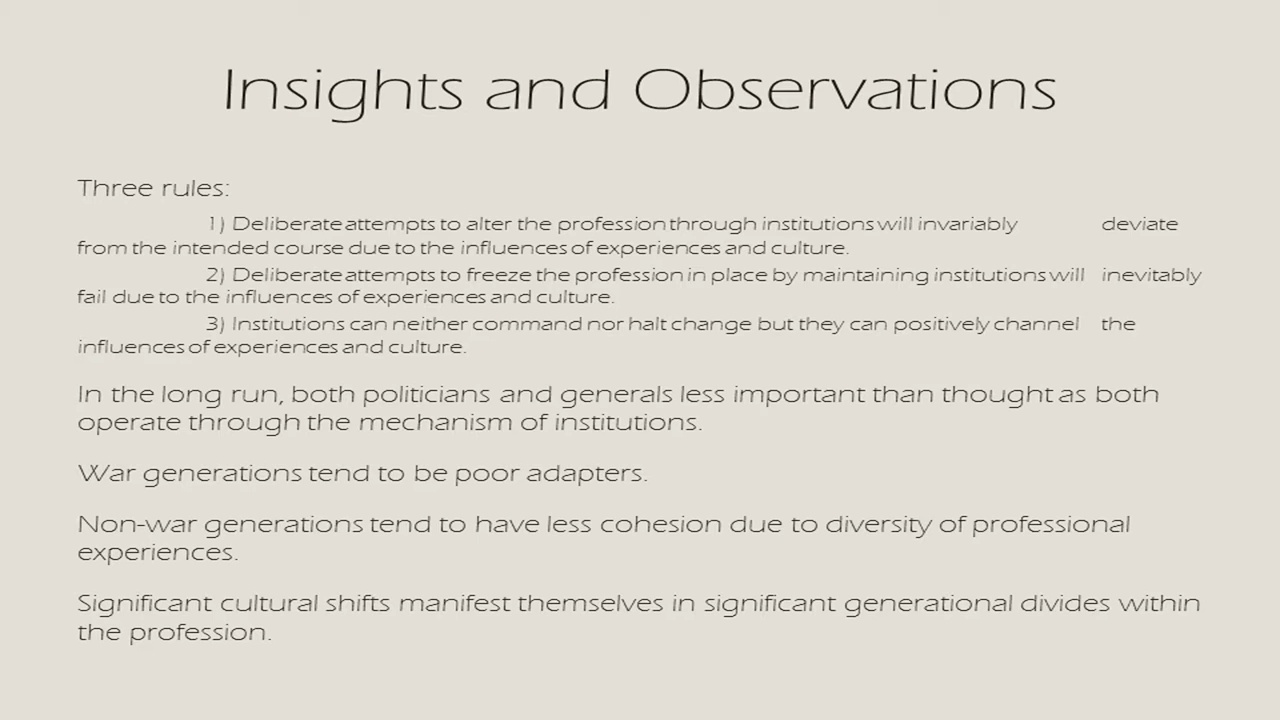 Insights and Observations
Three rules:
1) Deliberate attempts to alter the profession through institutions will invariably deviate
from the intended course due to the influences of experiences and culture.
2) Deliberate attempts to freeze the profession in place by maintaining institutions will inevitably
fail due to the influences of experiences and culture.
3) Institutions can neither command nor halt change but they can positively channel the
influences of experiences and culture.
In the long run, both politicians and generals less important than thought as both
operate through the mechanism of institutions.
War generations tend to be poor adapters.
Non-war generations tend to have less cohesion due to diversity of professional
experiences.
Significant cultural shifts manifest themselves in significant generational divides within
the profession.